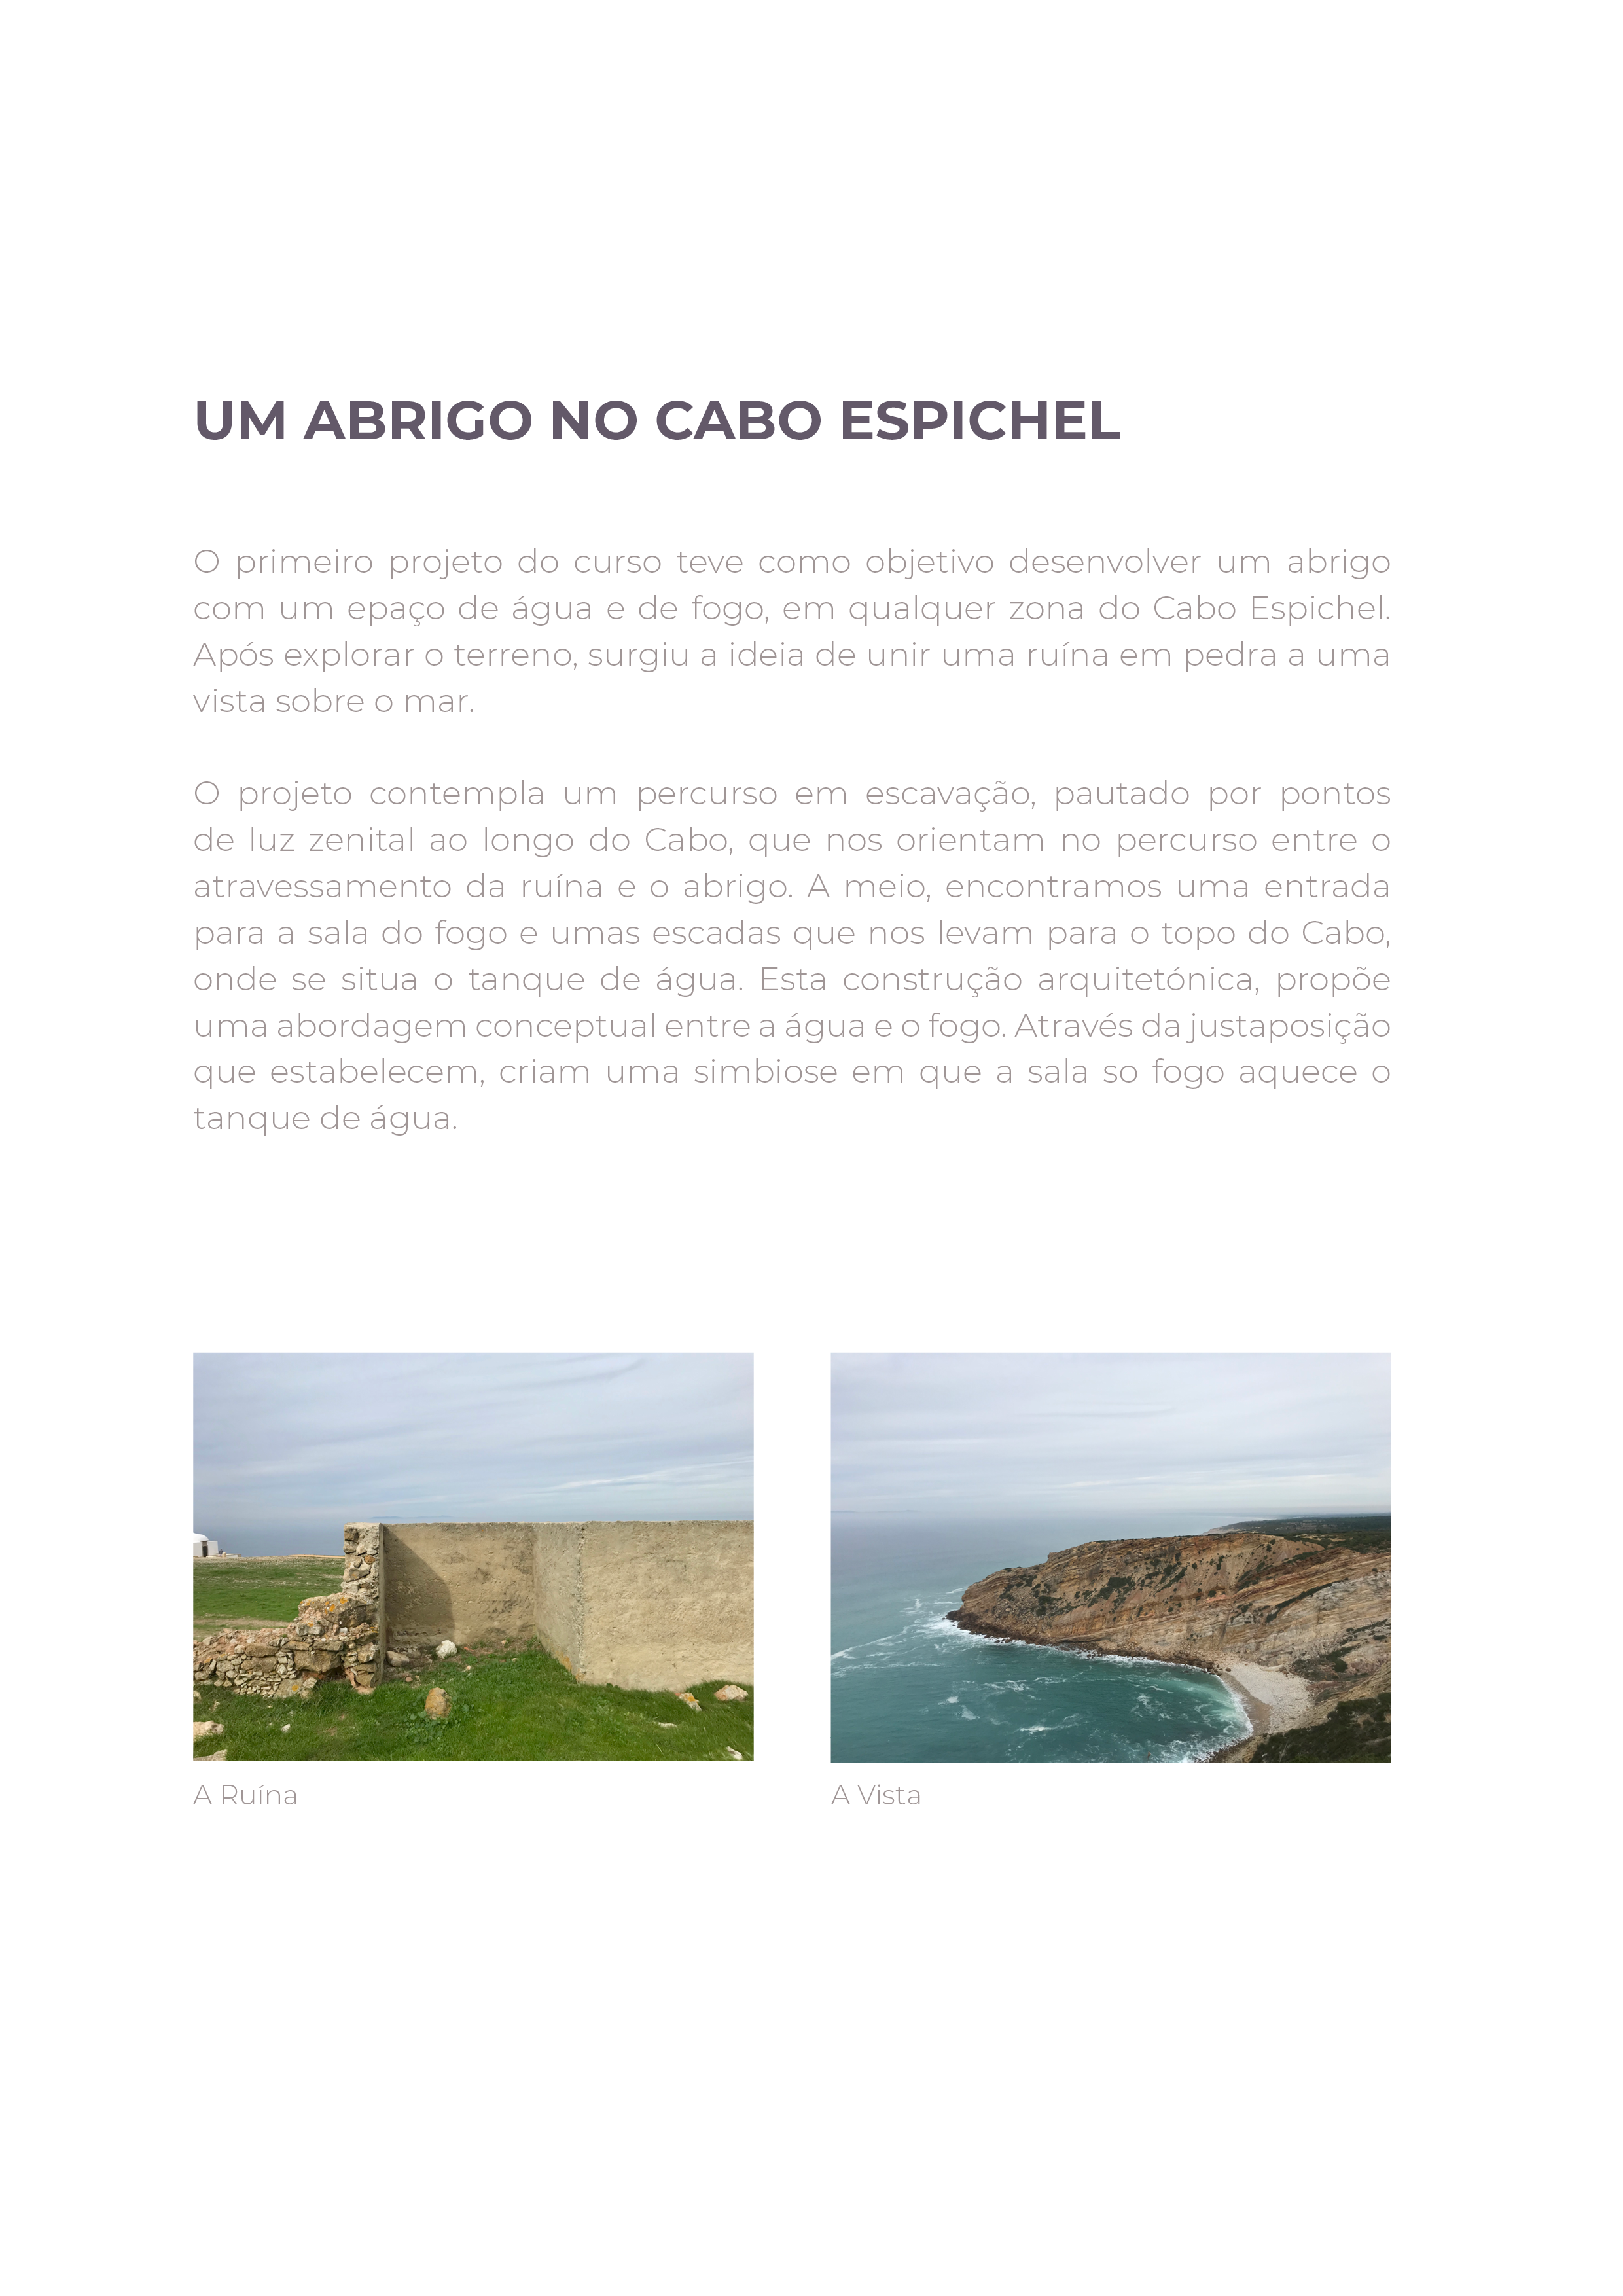 UM ABRIGO NO CABO ESPICHEL
O primeiro projeto do curso teve como objetivo desenvolver um abrigo
com um epaço de água e de fogo, em qualquer zona do Cabo Espichel.
Após explorar o terreno, surgiu a ideia de unir uma ruína em pedra a uma
vista sobre o mar.
O projeto contempla um percurso em escavação, pautado por pontos
de luz zenital ao longo do Cabo, que nos orientam no percurso entre o
atravessamento da ruína e o abrigo. A meio, encontramos uma entrada
para a sala do fogo e umas escadas que nos levam para o topo do Cabo,
onde se situa o tanque de água. Esta construção arquitetónica, propõe
uma abordagem conceptual entre a água e o fogo. Através da justaposição
que estabelecem, criam uma simbiose em que a sala so fogo aquece o
tanque de água.
A Ruína
A Vista